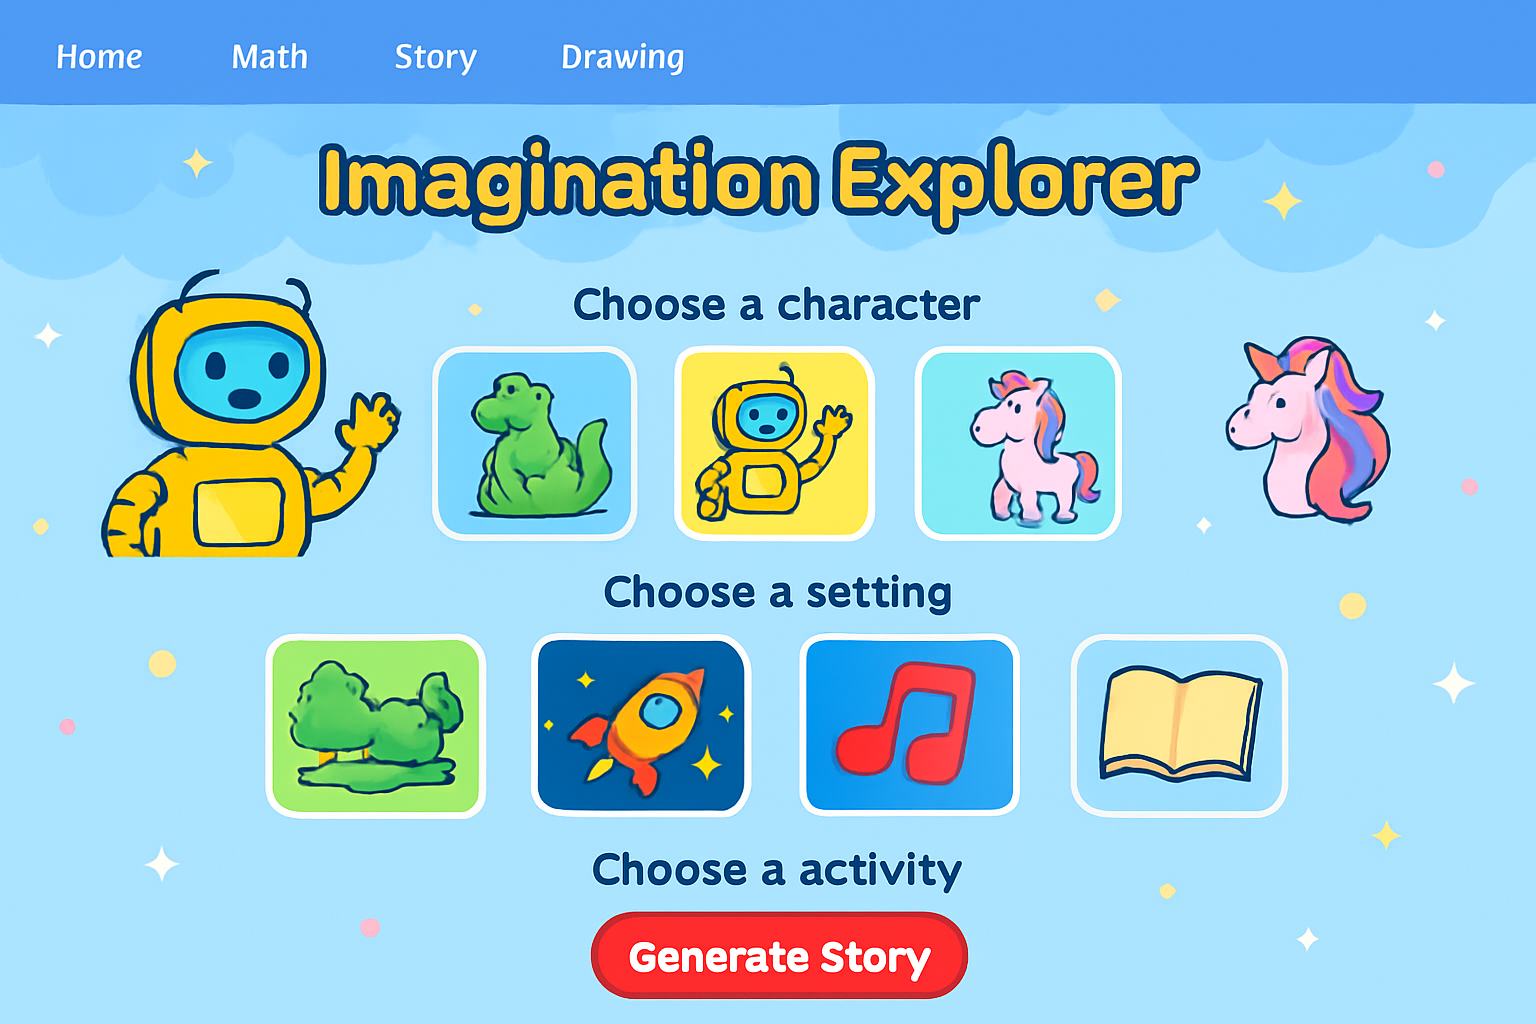 Home Math Story Drawing
Imagination Explorer
Choose a character
Choose a setting
Choose a activity
Generate Story